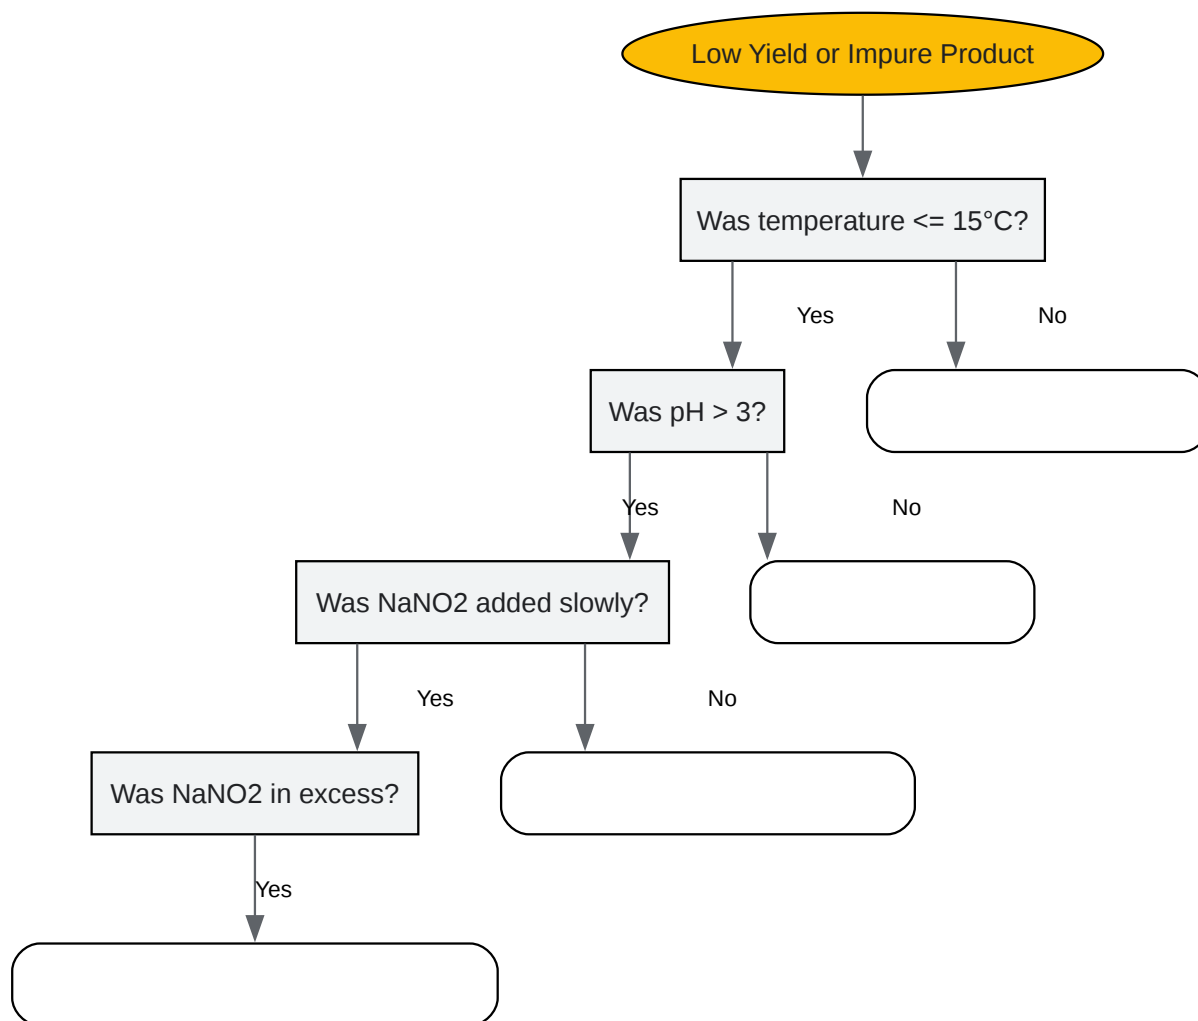 Low Yield or Impure Product
Was temperature <= 15°C?
Yes
No
Was pH > 3?
Yes
No
Was NaNO2 added slowly?
Yes
No
Was NaNO2 in excess?
Yes